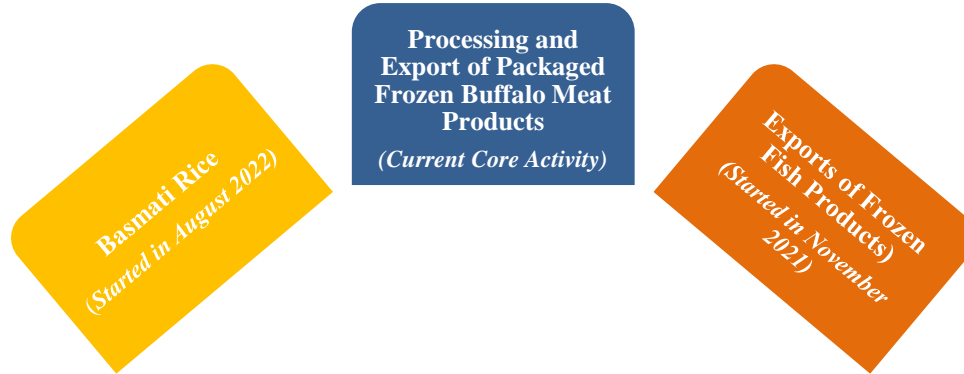 Processing and
Export of Packaged
Frozen Buffalo Meat
Products
(Current Core Activity)
Basmati Rice
(Started in August 2022)
Exports of Frozen
Fish Products)
(Started in November
2021)